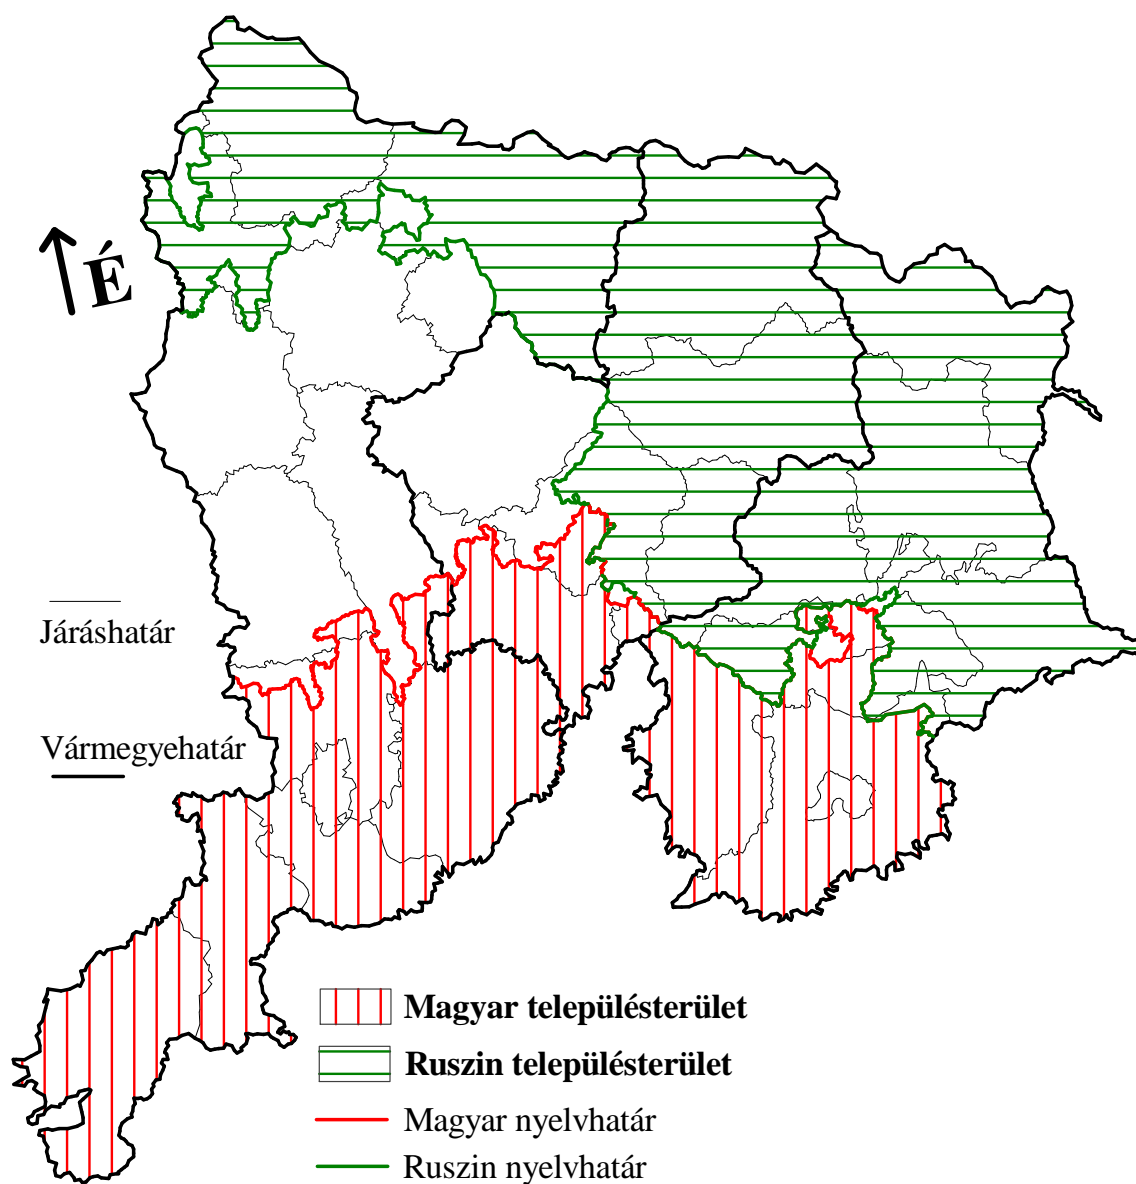 É
Járáshatár
Vármegyehatár
Magyar településterület
Ruszin településterület
Magyar nyelvhatár
Ruszin nyelvhatár